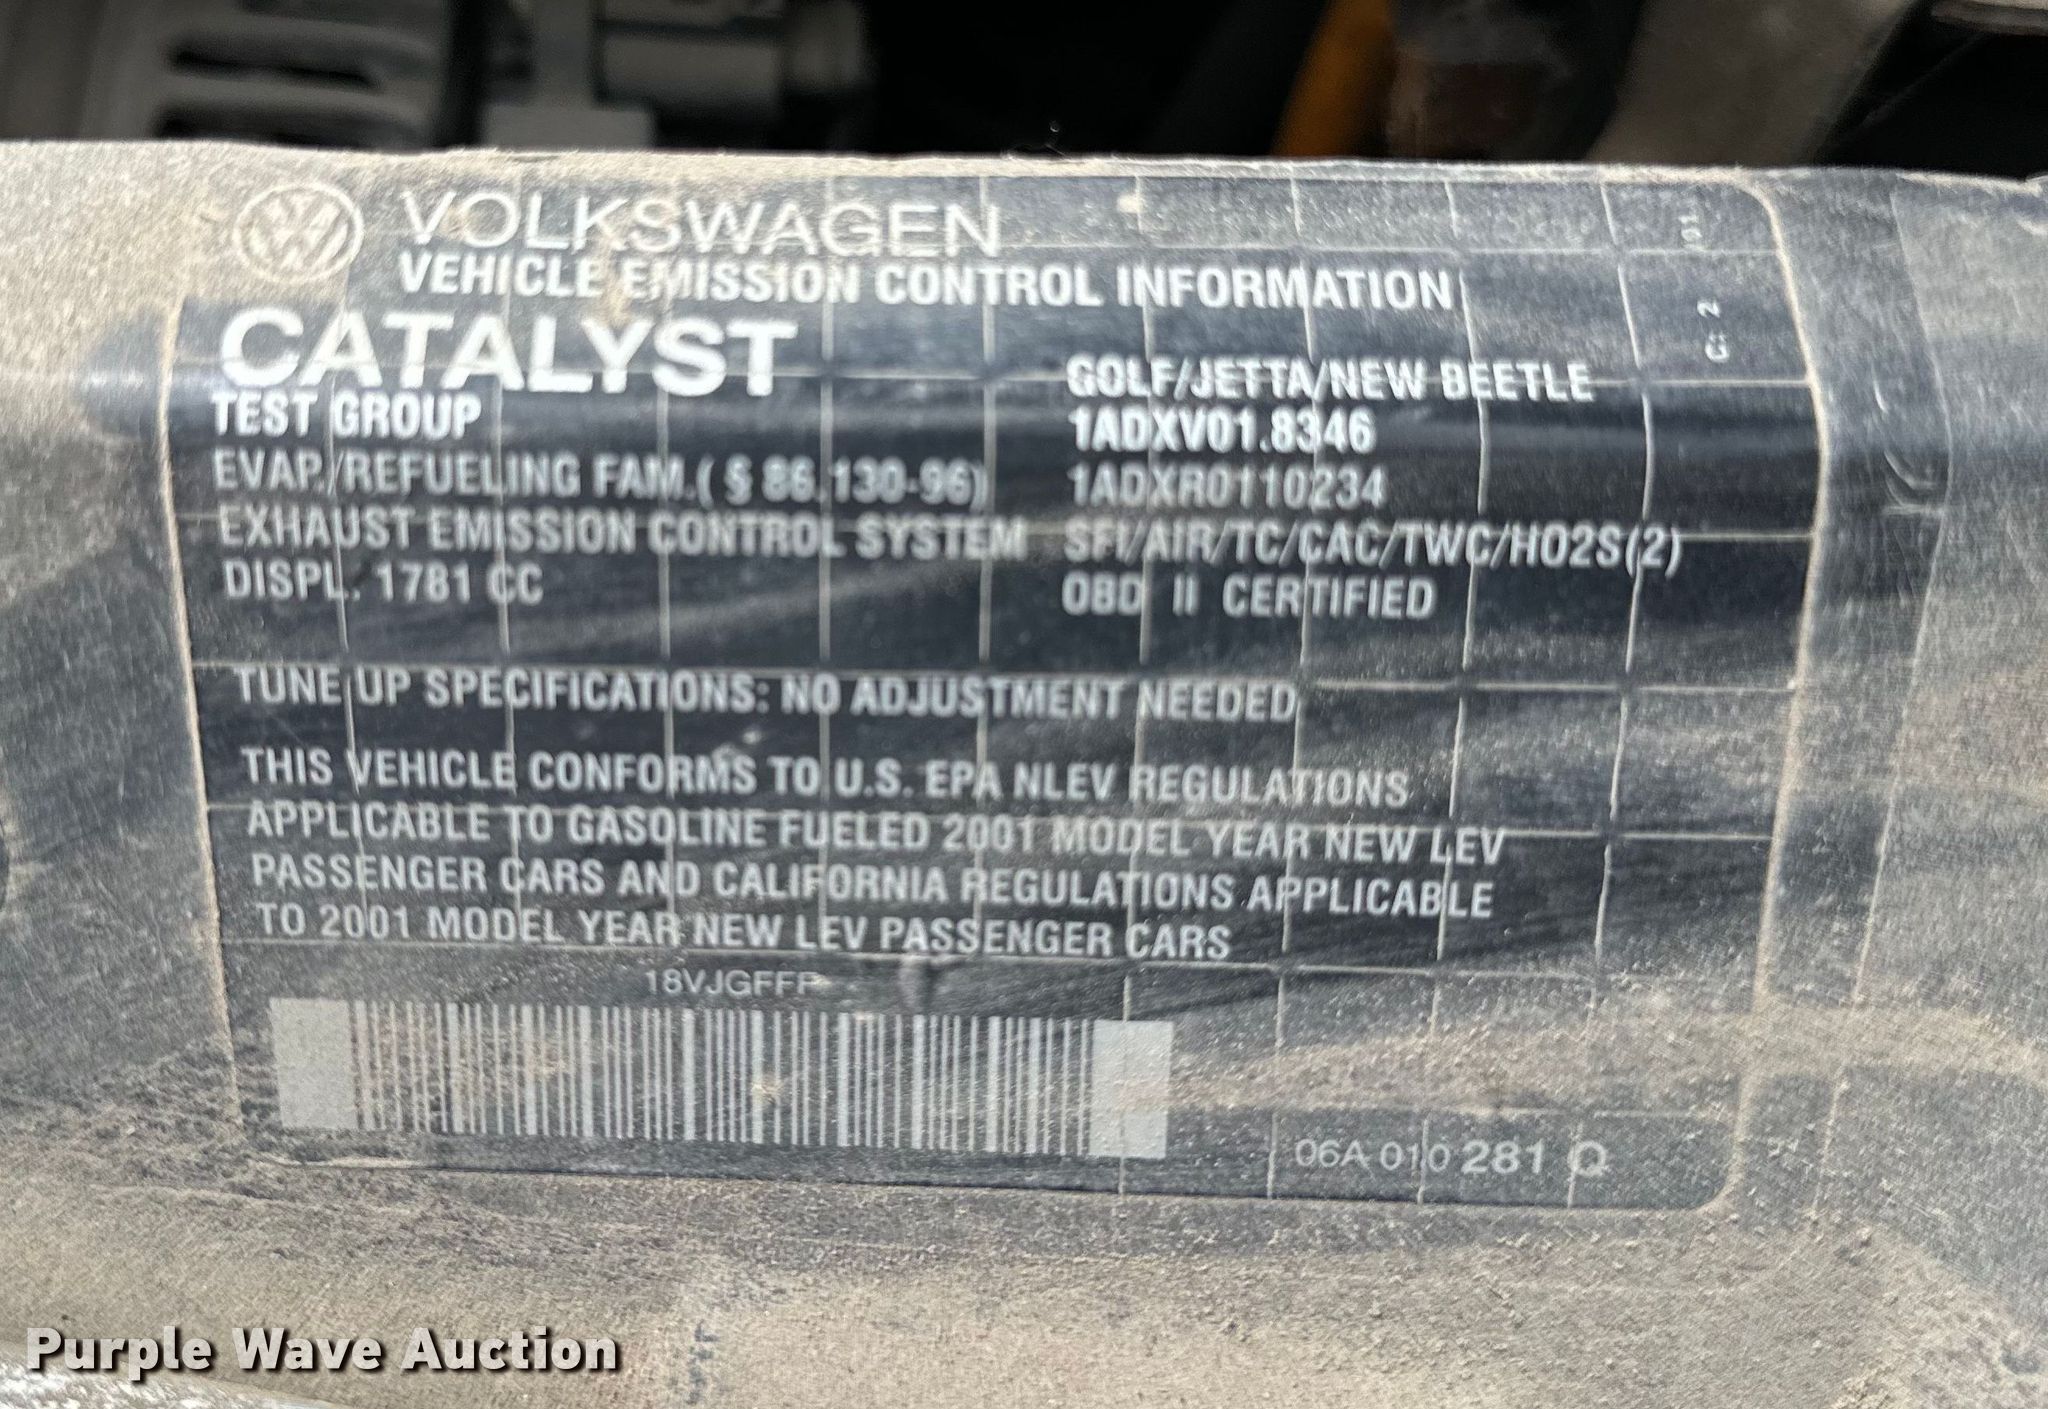 VOLKSWAGEN
VEHICLE EMISSION CONTROL INFORMATION
CATALYST
GOLF/JETTA/NEW BEETLE
TEST GROUP 1ADXV01.8346
EVAP./REFUELING FAM.(§ 86.130-96) 1ADXR0110234
EXHAUST EMISSION CONTROL SYSTEM SFI/AIR/TC/CAC/TWC/HO2S(2)
DISPL. 1781 CC OBD II CERTIFIED
TUNE UP SPECIFICATIONS: NO ADJUSTMENT NEEDED
THIS VEHICLE CONFORMS TO U.S. EPA NLEV REGULATIONS
APPLICABLE TO GASOLINE FUELED 2001 MODEL YEAR NEW LEV
PASSENGER CARS AND CALIFORNIA REGULATIONS APPLICABLE
TO 2001 MODEL YEAR NEW LEV PASSENGER CARS
06A 010 281 Q
G: 2
Purple Wave Auction